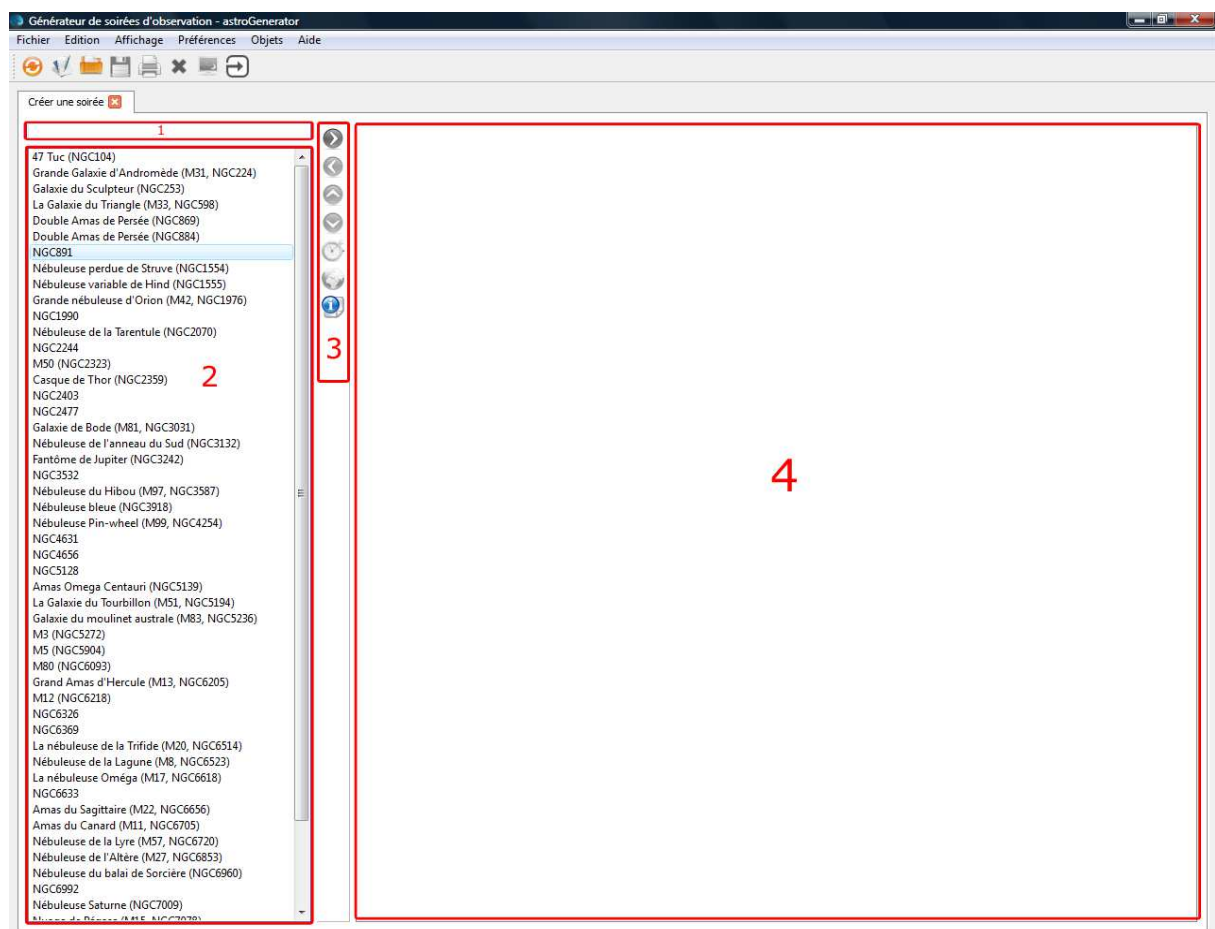 Générateur de soirées d'observation - astroGenerator
Fichier Edition Affichage Préférences Objets Aide
Créer une soirée
1
47 Tuc (NGC104)
Grande Galaxie d'Andromède (M31, NGC224)
Galaxie du Sculpteur (NGC253)
La Galaxie du Triangle (M33, NGC598)
Double Amas de Persée (NGC869)
Double Amas de Persée (NGC884)
NGC891
Nébuleuse perdue de Struve (NGC1554)
Nébuleuse variable de Hind (NGC1555)
Grande nébuleuse d'Orion (M42, NGC1976)
NGC1990
Nébuleuse de la Tarentule (NGC2070)
NGC2244
M50 (NGC2323)
Casque de Thor (NGC2359)
NGC2403
NGC2477
Galaxie de Bode (M81, NGC3031)
Nébuleuse de l'anneau du Sud (NGC3132)
Fantôme de Jupiter (NGC3242)
NGC3532
Nébuleuse du Hibou (M97, NGC3587)
Nébuleuse bleue (NGC3918)
Nébuleuse Pin-wheel (M99, NGC4254)
NGC4631
NGC4656
NGC5128
Amas Omega Centauri (NGC5139)
La Galaxie du Tourbillon (M51, NGC5194)
Galaxie du moulinet australe (M83, NGC5236)
M3 (NGC5272)
M5 (NGC5904)
M80 (NGC6093)
Grand Amas d'Hercule (M13, NGC6205)
M12 (NGC6218)
NGC6326
NGC6369
La nébuleuse de la Trifide (M20, NGC6514)
Nébuleuse de la Lagune (M8, NGC6523)
La nébuleuse Oméga (M17, NGC6618)
NGC6633
Amas du Sagittaire (M22, NGC6656)
Amas du Canard (M11, NGC6705)
Nébuleuse de la Lyre (M57, NGC6720)
Nébuleuse de l'Altère (M27, NGC6853)
Nébuleuse du balai de Sorcière (NGC6960)
NGC6992
Nébuleuse Saturne (NGC7009)
2
3
4